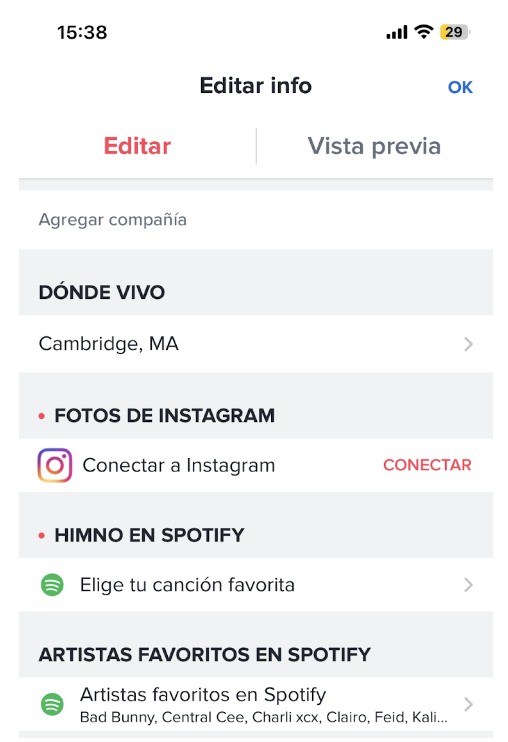 15:38
29
Editar info
OK
Editar
Vista previa
Agregar compañía
DÓNDE VIVO
Cambridge, MA
• FOTOS DE INSTAGRAM
Conectar a Instagram
CONECTAR
• HIMNO EN SPOTIFY
Elige tu canción favorita
ARTISTAS FAVORITOS EN SPOTIFY
Artistas favoritos en Spotify
Bad Bunny, Central Cee, Charli xcx, Clairo, Feid, Kali...